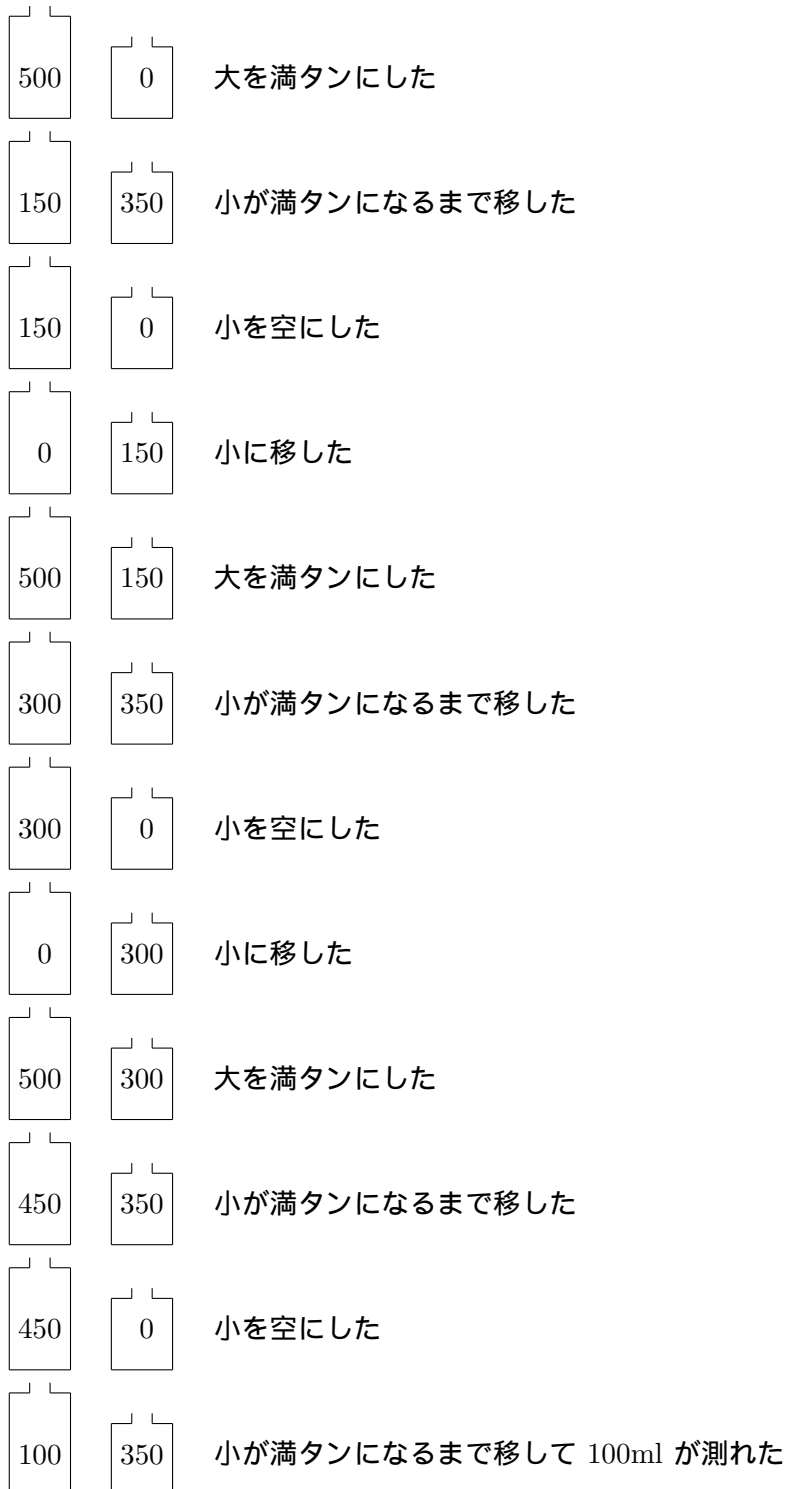 500 0 大を満タンにした
150 350 小が満タンになるまで移した
150 0 小を空にした
0 150 小に移した
500 150 大を満タンにした
300 350 小が満タンになるまで移した
300 0 小を空にした
0 300 小に移した
500 300 大を満タンにした
450 350 小が満タンになるまで移した
450 0 小を空にした
100 350 小が満タンになるまで移して 100ml が測れた